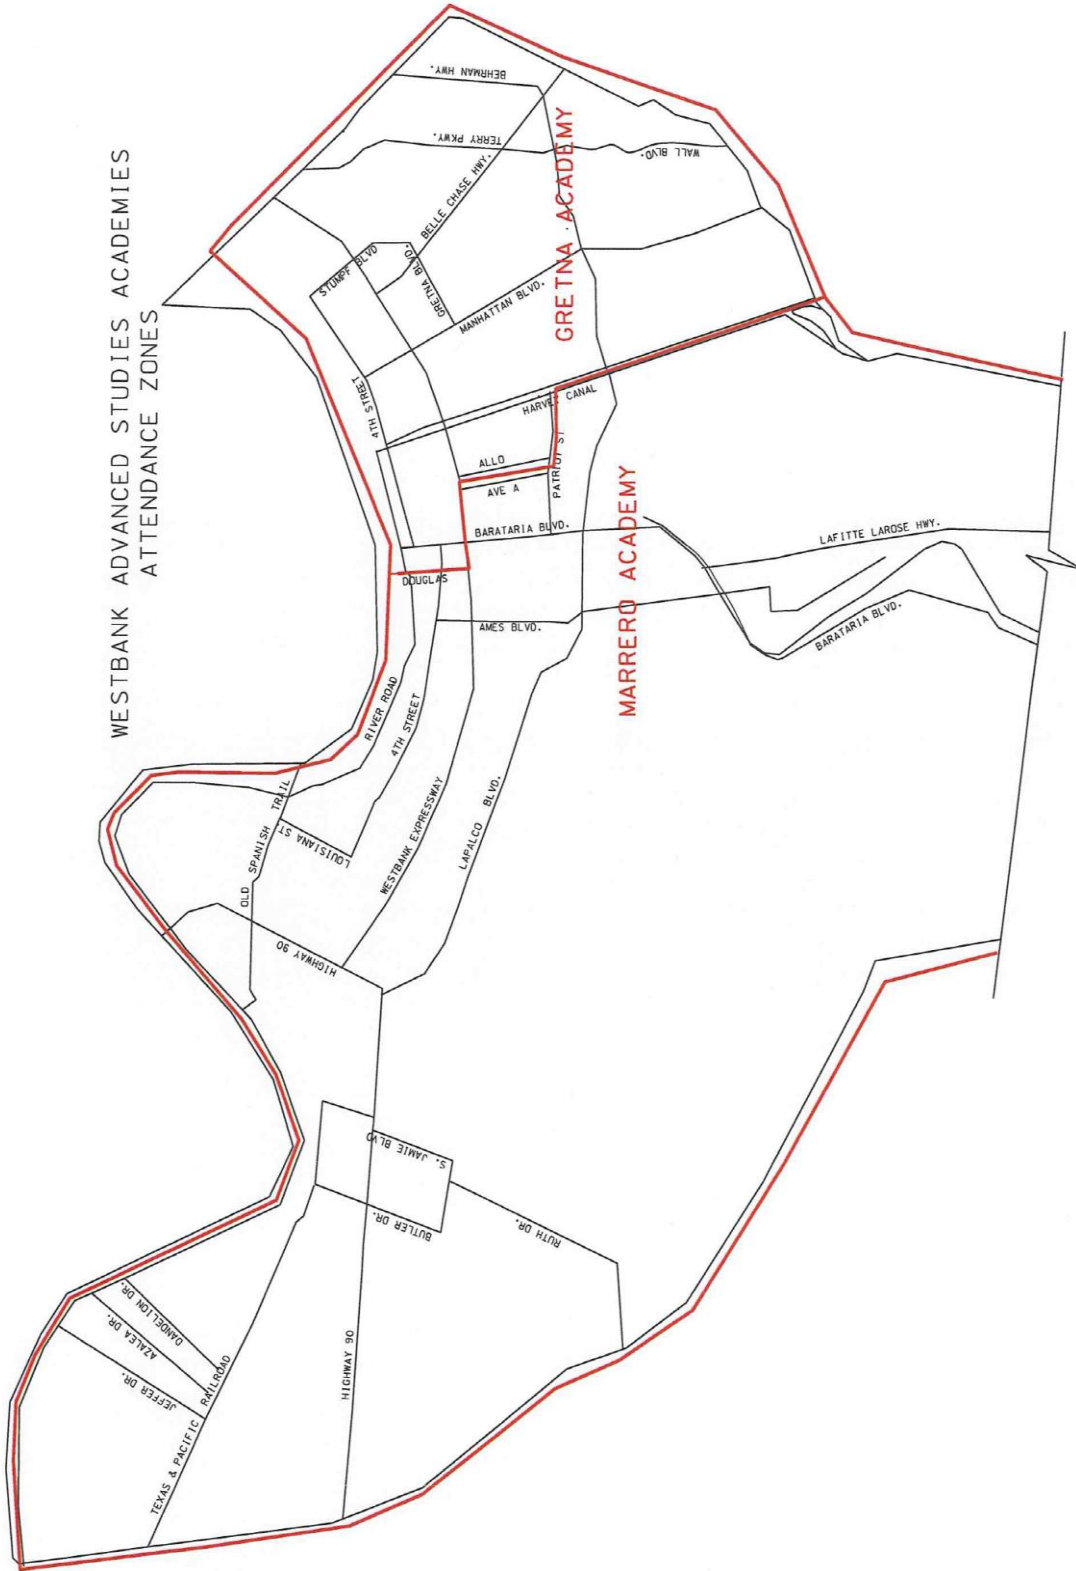 WESTBANK ADVANCED STUDIES ACADEMIES
ATTENDANCE ZONES
JEFFER DR.
AZALEA DR.
DANDELION DR.
TEXAS & PACIFIC RAILROAD
HIGHWAY 90
BUTLER DR.
S. JAMIE BLVD
RUTH DR.
HIGHWAY 90
OLD SPANISH TRAIL
LOUISIANA ST.
WESTBANK EXPRESSWAY
LAPALCO BLVD.
RIVER ROAD
4TH STREET
AMES BLVD.
DOUGLAS
BARATARIA BLVD.
AVE A
ALLO
PATRIOT ST
MARRERO ACADEMY
BARATARIA BLVD.
LAFITTE LAROSE HWY.
HARVEY CANAL
4TH STREET
STUMPF BLVD
GRETNA BLVD.
MANHATTAN BLVD.
BELLE CHASE HWY.
GRETNA ACADEMY
TERRY PKWY.
WALL BLVD.
BEHRMAN HWY.